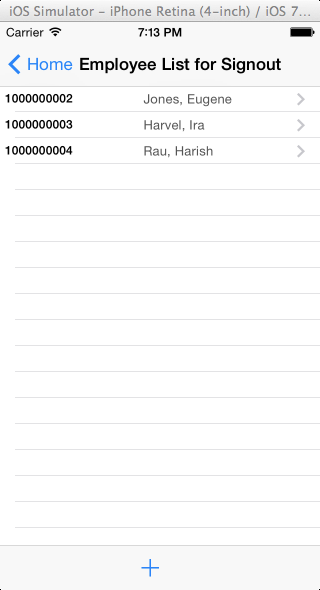 iOS Simulator – iPhone Retina (4-inch) / iOS 7...
Carrier 7:13 PM
Home Employee List for Signout
1000000002 Jones, Eugene
1000000003 Harvel, Ira
1000000004 Rau, Harish
+